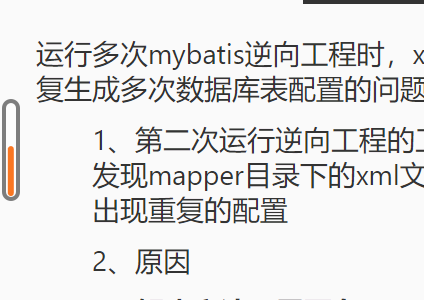 运行多次mybatis逆向工程时，x
复生成多次数据库表配置的问题
1、第二次运行逆向工程的
发现mapper目录下的xml文
出现重复的配置
2、原因